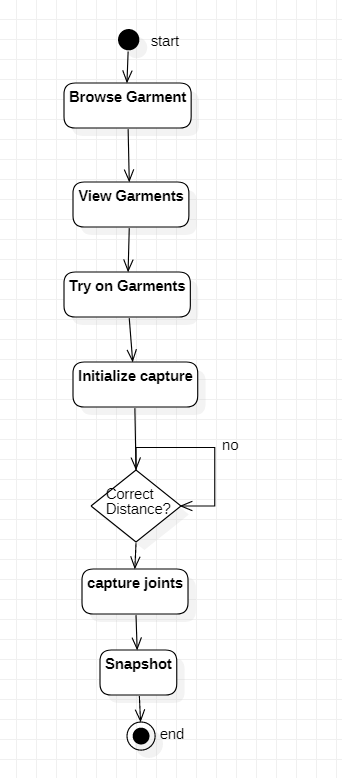 start
Browse Garment
View Garments
Try on Garments
Initialize capture
no
Correct
Distance?
capture joints
Snapshot
end